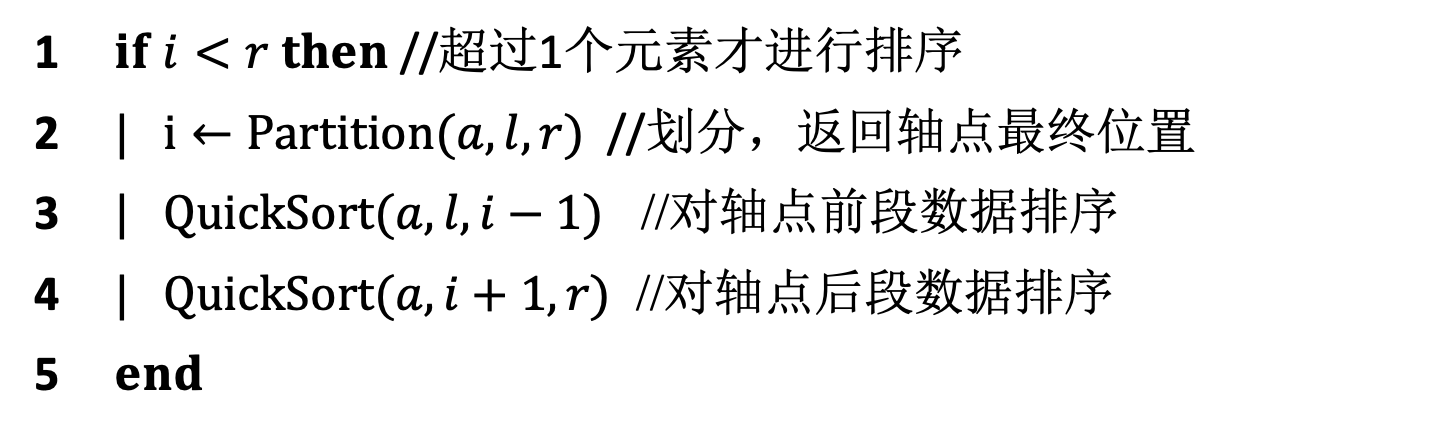 1 if i < r then //超过1个元素才进行排序
2 | i ← Partition(a, l, r) //划分，返回轴点最终位置
3 | QuickSort(a, l, i − 1) //对轴点前段数据排序
4 | QuickSort(a, i + 1, r) //对轴点后段数据排序
5 end